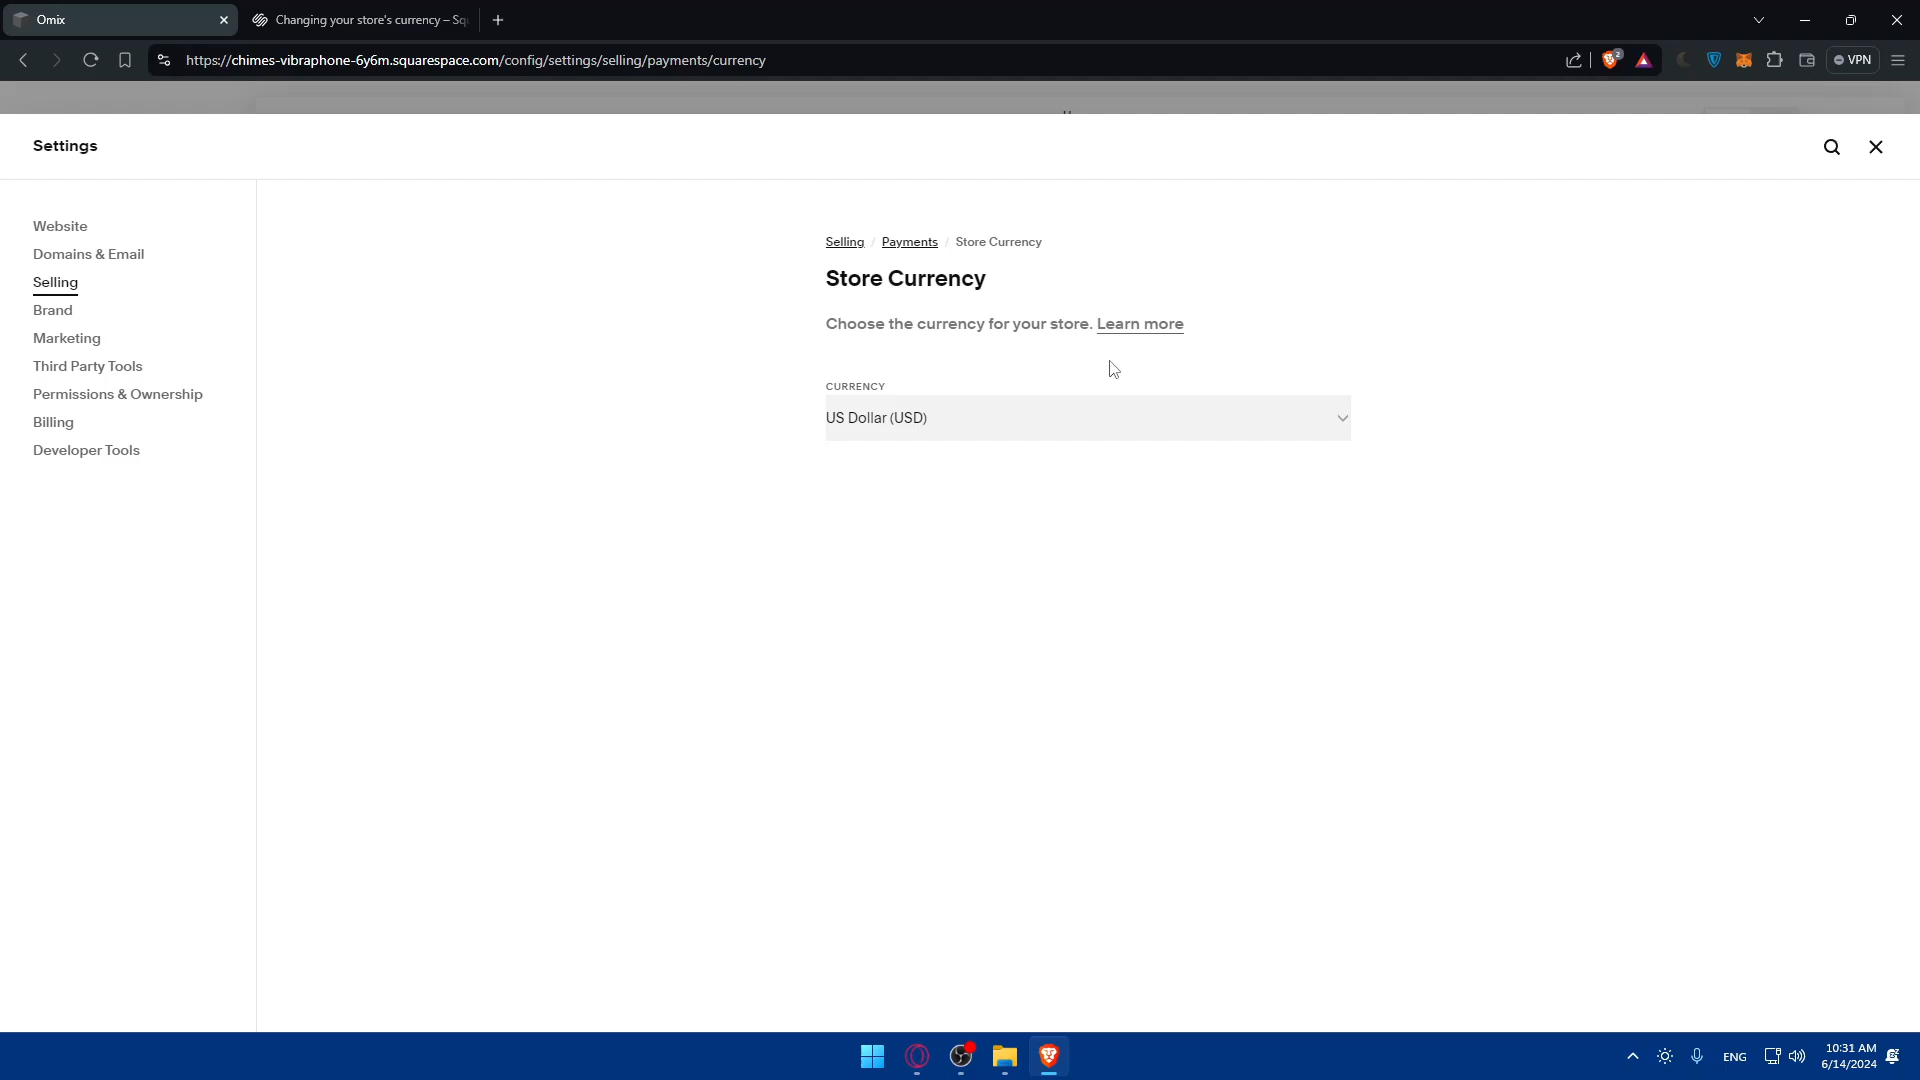 Omix
Changing your store's currency – Squ
https://chimes-vibraphone-6y6m.squarespace.com/config/settings/selling/payments/currency
2
VPN
Settings
Website
Domains & Email
Selling
Brand
Marketing
Third Party Tools
Permissions & Ownership
Billing
Developer Tools
Selling / Payments / Store Currency
Store Currency
Choose the currency for your store. Learn more
CURRENCY
US Dollar (USD)
ENG
10:31 AM
6/14/2024